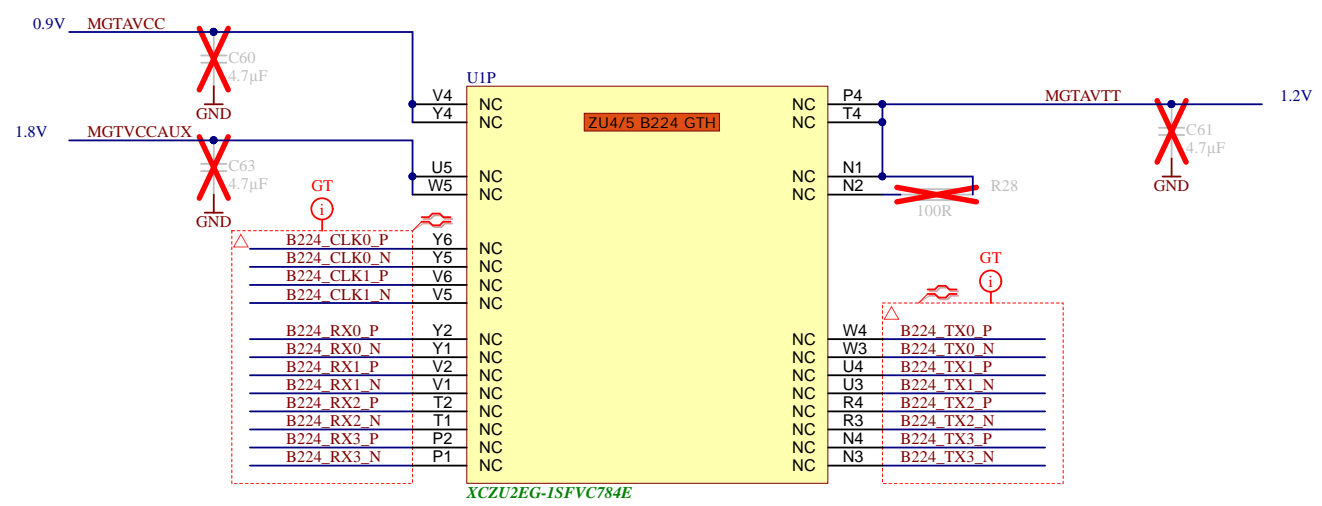 0.9V MGTAVCC
C60
4.7µF
GND
1.8V MGTVCCAUX
C63
4.7µF
GND
U1P
ZU4/5 B224 GTH
V4 NC
Y4 NC
U5 NC
W5 NC
GT
i
B224_CLK0_P Y6 NC
B224_CLK0_N Y5 NC
B224_CLK1_P V6 NC
B224_CLK1_N V5 NC
B224_RX0_P Y2 NC
B224_RX0_N Y1 NC
B224_RX1_P V2 NC
B224_RX1_N V1 NC
B224_RX2_P T2 NC
B224_RX2_N T1 NC
B224_RX3_P P2 NC
B224_RX3_N P1 NC
NC P4 MGTAVTT 1.2V
NC T4
C61
4.7µF
GND
NC N1
NC N2
R28
100R
GT
i
NC W4 B224_TX0_P
NC W3 B224_TX0_N
NC U4 B224_TX1_P
NC U3 B224_TX1_N
NC R4 B224_TX2_P
NC R3 B224_TX2_N
NC N4 B224_TX3_P
NC N3 B224_TX3_N
XCZU2EG-1SFVC784E